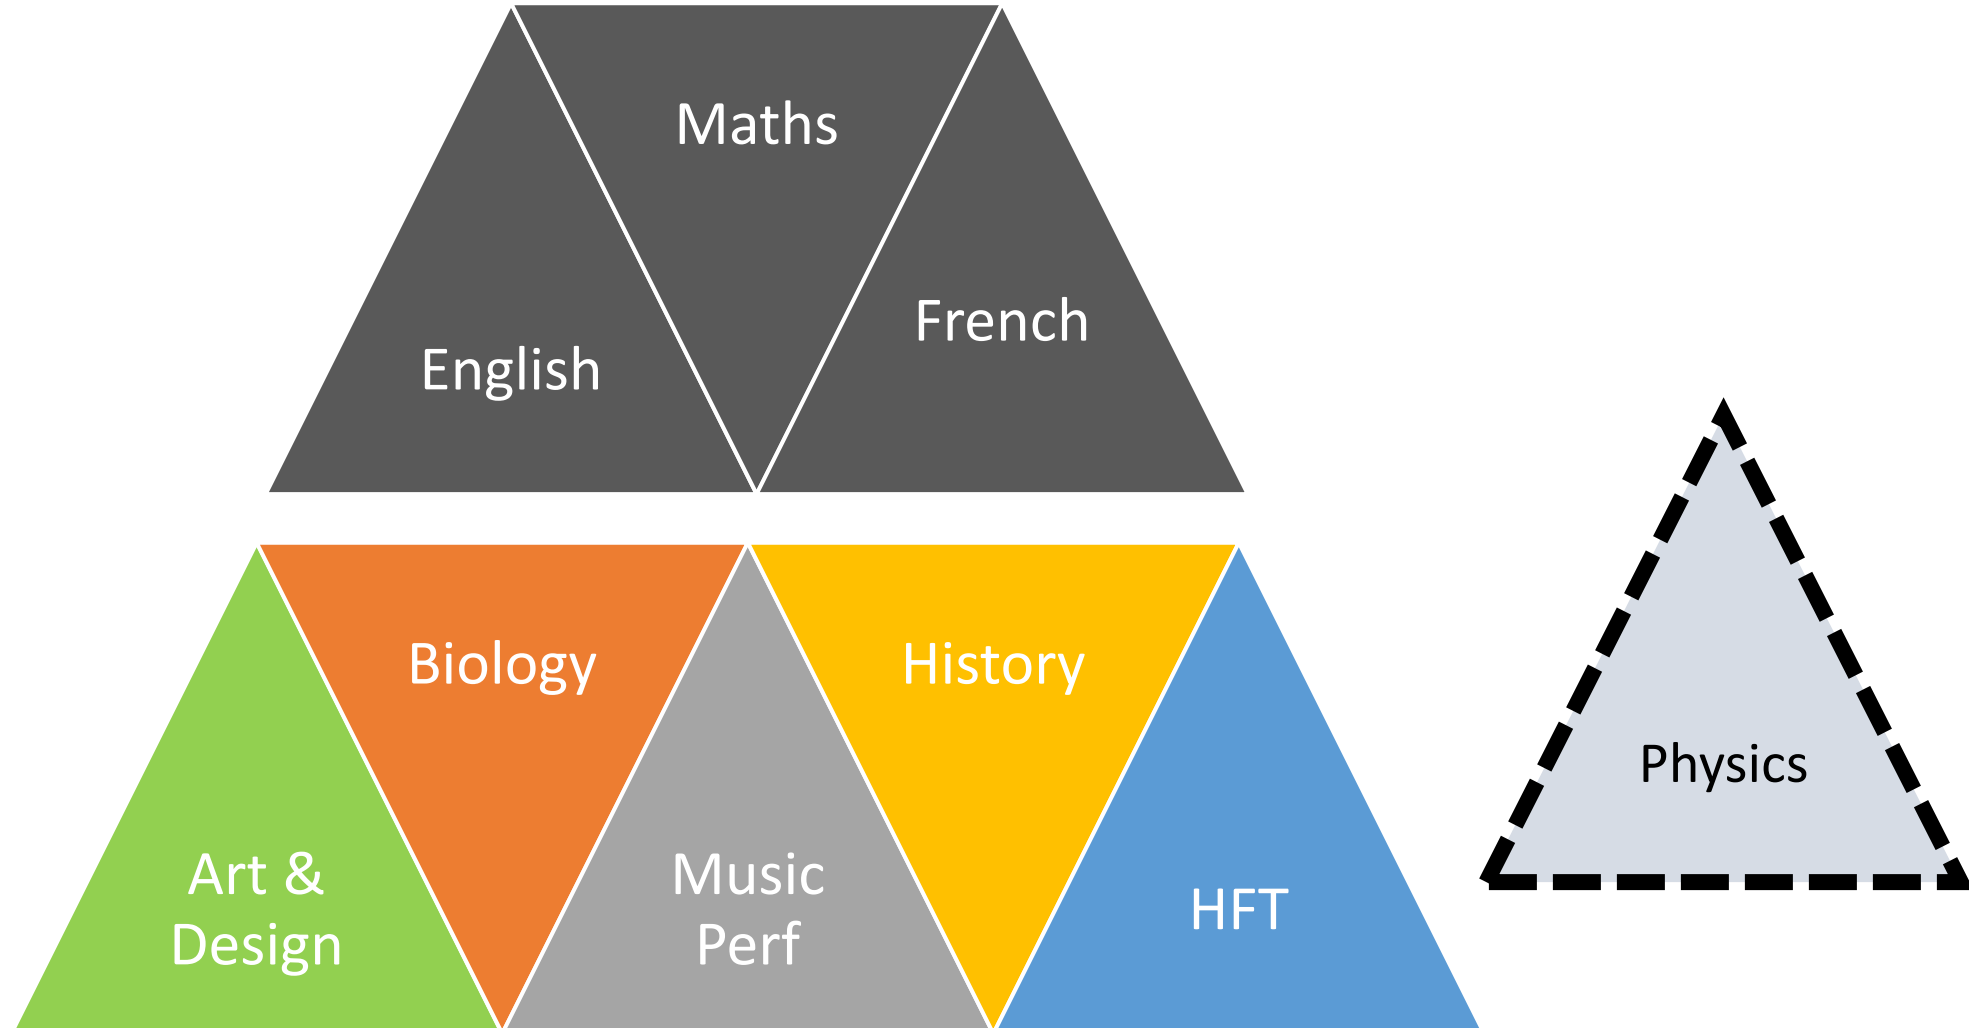 Maths
French
English
Biology
History
Physics
Art &
Design
Music
Perf
HFT